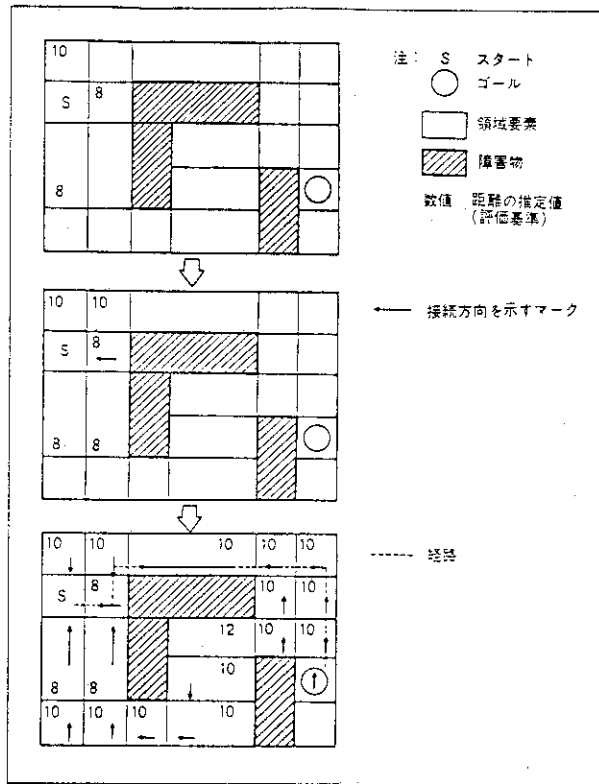 10
S 8
8
注: S スタート
ゴール
領域要素
障害物
数値 距離の推定値
(評価基準)
10 10
S 8
8 8
接続方向を示すマーク
10 10 10 10 10
S 8 10 10
12 10 10
10
8 8
10 10 10 10
経路